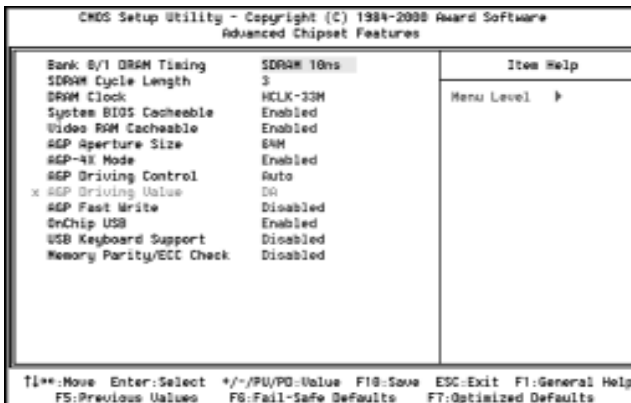 CMOS Setup Utility - Copyright (C) 1984-2000 Award Software
Advanced Chipset Features
Bank 0/1 DRAM Timing SDRAM 10ns
SDRAM Cycle Length 3
DRAM Clock HCLK-33M
System BIOS Cacheable Enabled
Video RAM Cacheable Enabled
AGP Aperture Size 64M
AGP-4X Mode Enabled
AGP Driving Control Auto
x AGP Driving Value DA
AGP Fast Write Disabled
OnChip USB Enabled
USB Keyboard Support Disabled
Memory Parity/ECC Check Disabled
Item Help
Menu Level ▶
↑↓←→:Move Enter:Select +/-/PU/PD:Value F10:Save ESC:Exit F1:General Help
F5:Previous Values F6:Fail-Safe Defaults F7:Optimized Defaults